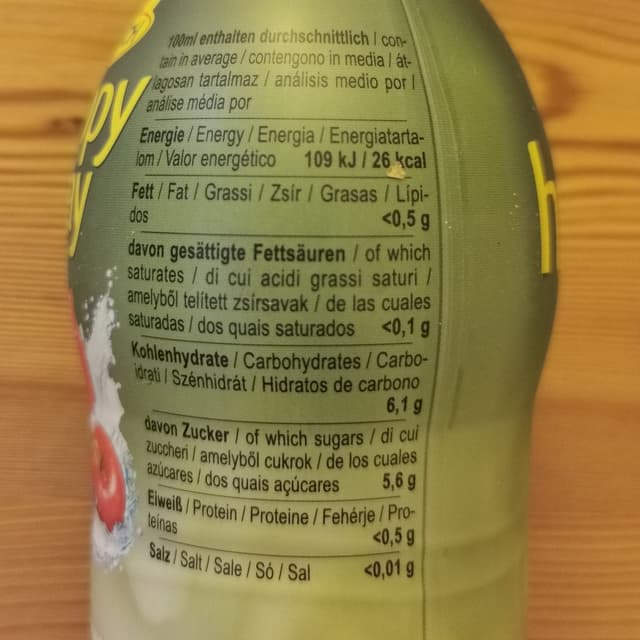 100ml enthalten durchschnittlich / con-
tain in average / contengono in media / át-
lagosan tartalmaz / análisis medio por /
análise média por
Energie / Energy / Energia / Energiatarta-
lom / Valor energético 109 kJ / 26 kcal
Fett / Fat / Grassi / Zsír / Grasas / Lípi-
dos <0,5 g
davon gesättigte Fettsäuren / of which
saturates / di cui acidi grassi saturi /
amelyből telített zsírsavak / de las cuales
saturadas / dos quais saturados <0,1 g
Kohlenhydrate / Carbohydrates / Carbo-
idrati / Szénhidrát / Hidratos de carbono
6,1 g
davon Zucker / of which sugars / di cui
zuccheri / amelyből cukrok / de los cuales
azúcares / dos quais açúcares 5,6 g
Eiweiß / Protein / Proteine / Fehérje / Pro-
teínas <0,5 g
Salz / Salt / Sale / Só / Sal <0,01 g
ppy
y
h